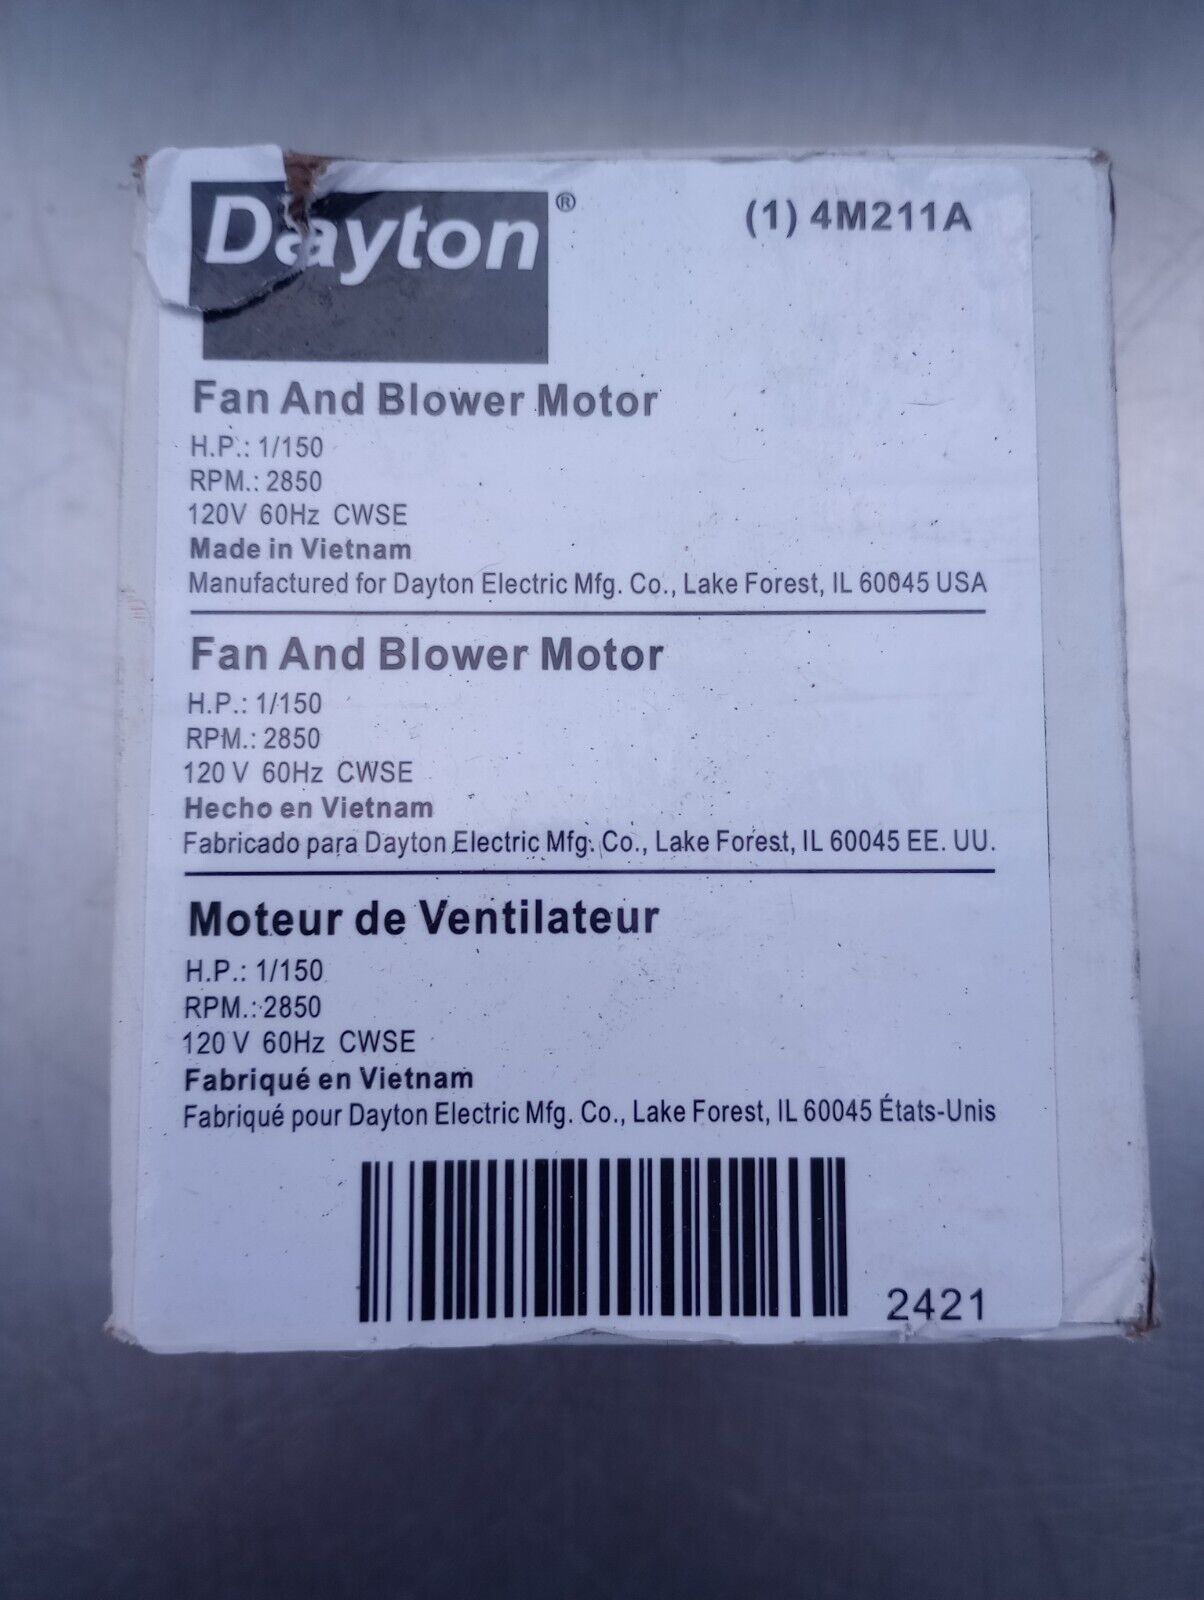 Dayton®
(1) 4M211A
Fan And Blower Motor
H.P.: 1/150
RPM.: 2850
120V 60Hz CWSE
Made in Vietnam
Manufactured for Dayton Electric Mfg. Co., Lake Forest, IL 60045 USA
Fan And Blower Motor
H.P.: 1/150
RPM.: 2850
120 V 60Hz CWSE
Hecho en Vietnam
Fabricado para Dayton Electric Mfg. Co., Lake Forest, IL 60045 EE. UU.
Moteur de Ventilateur
H.P.: 1/150
RPM.: 2850
120 V 60Hz CWSE
Fabriqué en Vietnam
Fabriqué pour Dayton Electric Mfg. Co., Lake Forest, IL 60045 États-Unis
2421